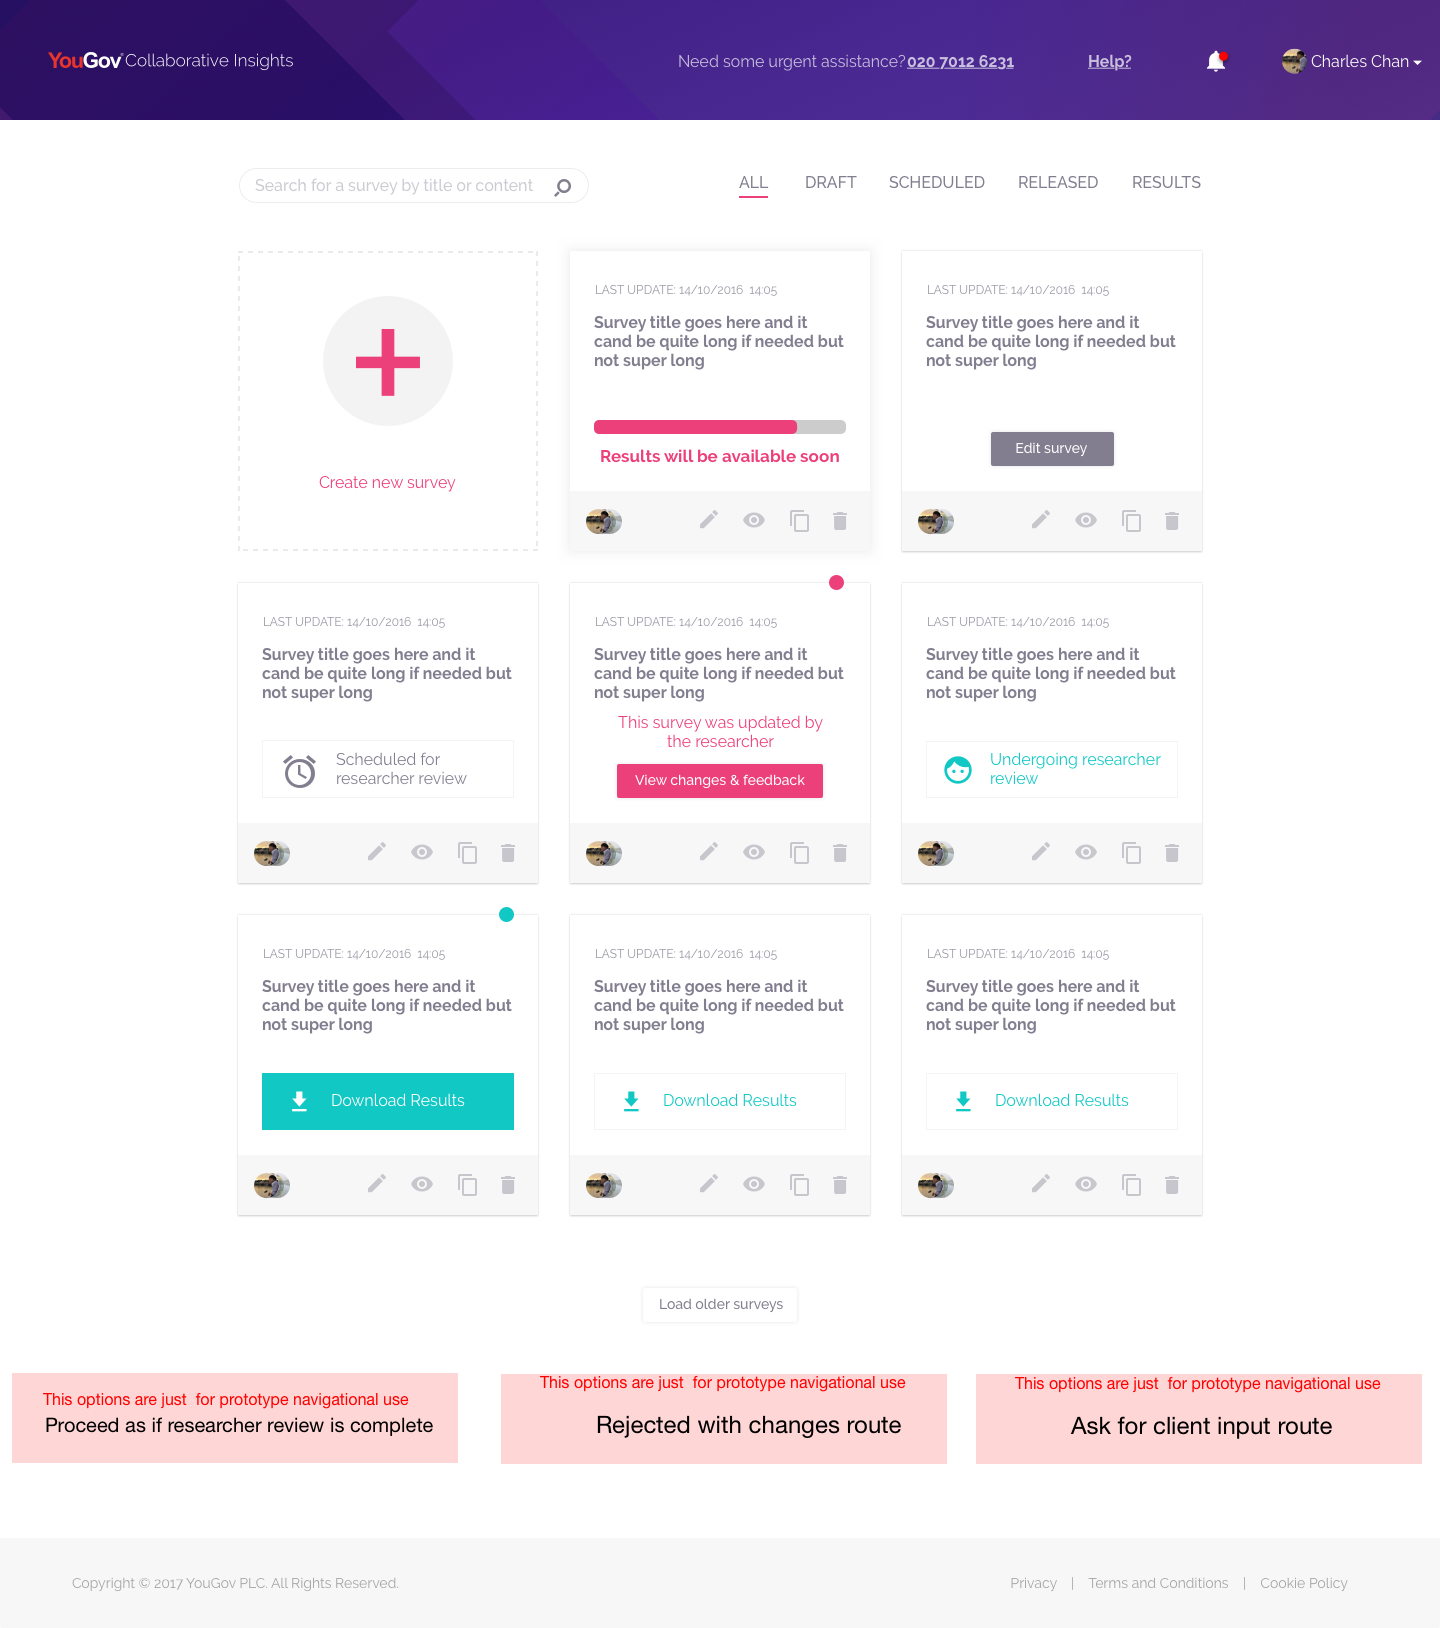 YouGov Collaborative Insights
Need some urgent assistance? 020 7012 6231
Help?
Charles Chan
Search for a survey by title or content
ALL
DRAFT
SCHEDULED
RELEASED
RESULTS
Create new survey
LAST UPDATE: 14/10/2016 14:05
Survey title goes here and it
cand be quite long if needed but
not super long
Results will be available soon
LAST UPDATE: 14/10/2016 14:05
Survey title goes here and it
cand be quite long if needed but
not super long
Edit survey
LAST UPDATE: 14/10/2016 14:05
Survey title goes here and it
cand be quite long if needed but
not super long
Scheduled for
researcher review
LAST UPDATE: 14/10/2016 14:05
Survey title goes here and it
cand be quite long if needed but
not super long
This survey was updated by
the researcher
View changes & feedback
LAST UPDATE: 14/10/2016 14:05
Survey title goes here and it
cand be quite long if needed but
not super long
Undergoing researcher
review
LAST UPDATE: 14/10/2016 14:05
Survey title goes here and it
cand be quite long if needed but
not super long
Download Results
LAST UPDATE: 14/10/2016 14:05
Survey title goes here and it
cand be quite long if needed but
not super long
Download Results
LAST UPDATE: 14/10/2016 14:05
Survey title goes here and it
cand be quite long if needed but
not super long
Download Results
Load older surveys
This options are just for prototype navigational use
Proceed as if researcher review is complete
This options are just for prototype navigational use
Rejected with changes route
This options are just for prototype navigational use
Ask for client input route
Copyright © 2017 YouGov PLC. All Rights Reserved.
Privacy | Terms and Conditions | Cookie Policy